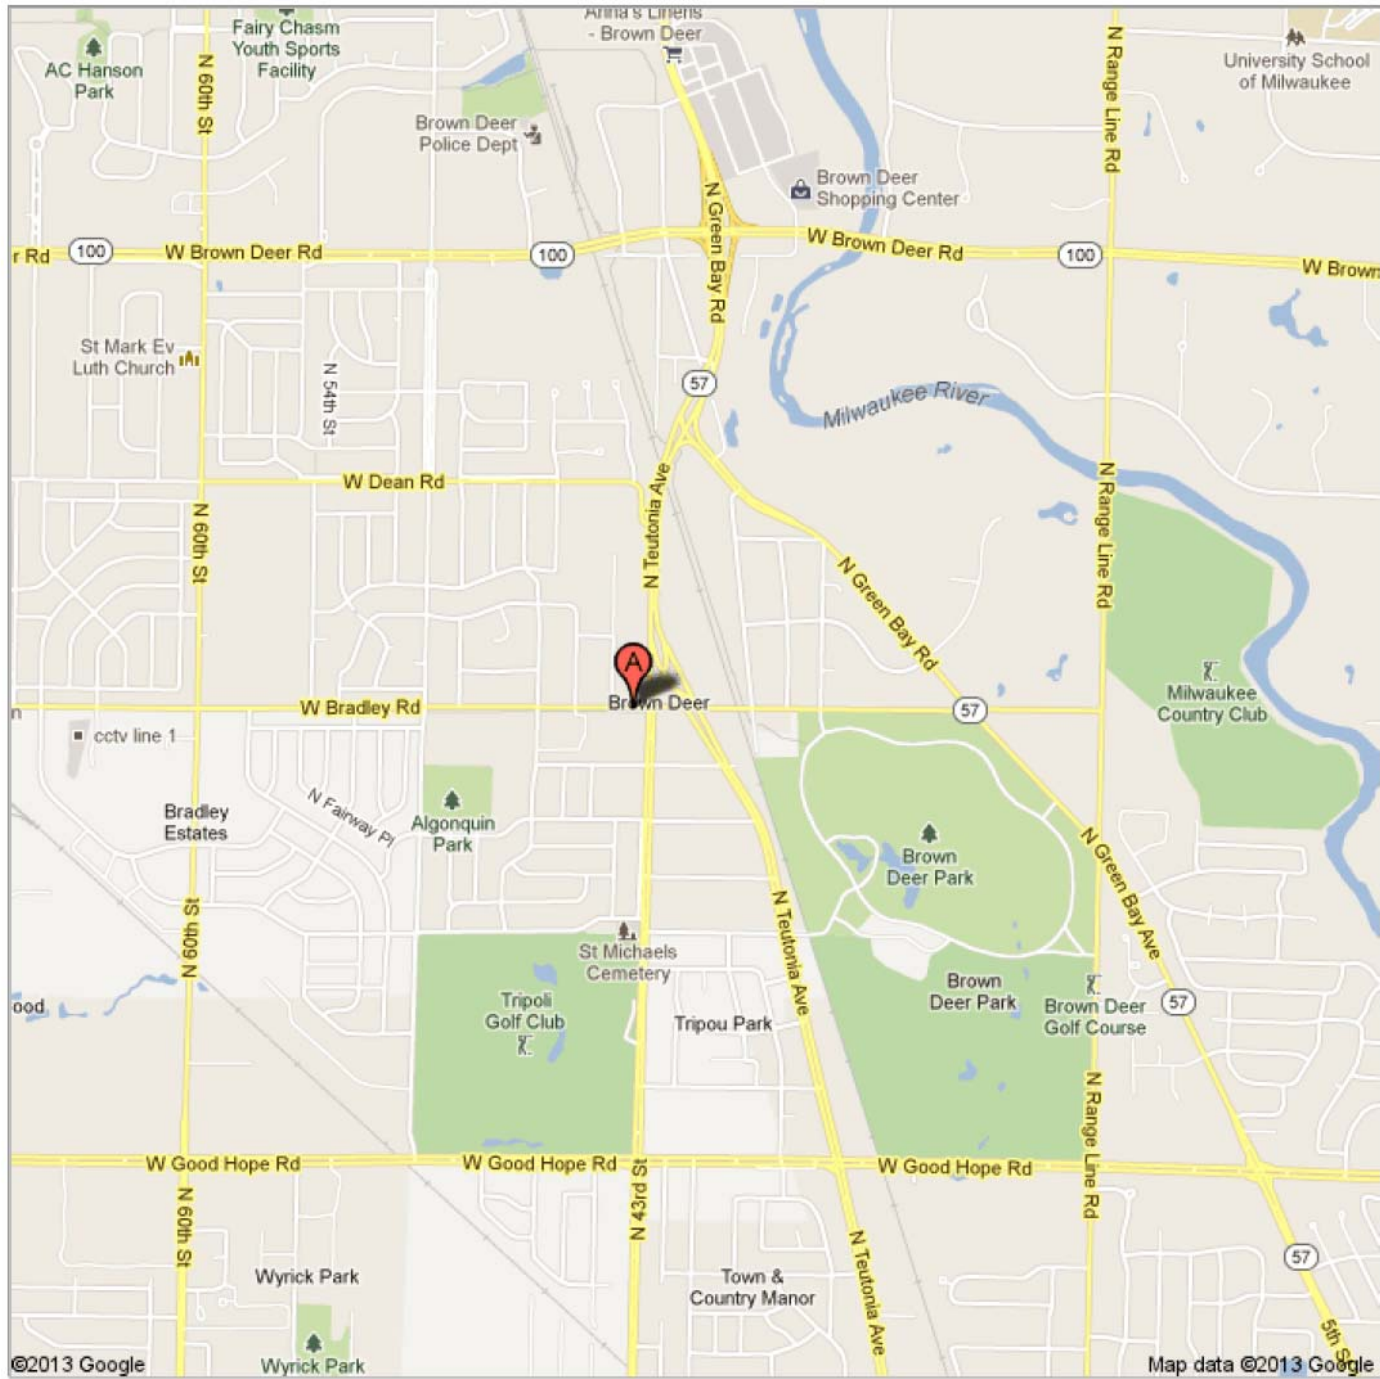 Anna's Linens
- Brown Deer
Fairy Chasm
Youth Sports
Facility
AC Hanson
Park
N 60th St
N Range Line Rd
University School
of Milwaukee
Brown Deer
Police Dept
Brown Deer
Shopping Center
N Green Bay Rd
r Rd
100
W Brown Deer Rd
100
W Brown Deer Rd
100
W Brown
St Mark Ev
Luth Church
N 54th St
57
Milwaukee River
W Dean Rd
N Teutonia Ave
N 60th St
N Range Line Rd
N Green Bay Rd
A
Brown Deer
W Bradley Rd
57
Milwaukee
Country Club
n
cctv line 1
Bradley
Estates
N Fairway Pl
Algonquin
Park
Brown
Deer Park
N Green Bay Ave
N 60th St
N Teutonia Ave
St Michaels
Cemetery
ood
Tripoli
Golf Club
Tripou Park
Brown
Deer Park
Brown Deer
Golf Course
57
N Range Line Rd
W Good Hope Rd
W Good Hope Rd
W Good Hope Rd
N 60th St
N 43rd St
N Teutonia Ave
57
Wyrick Park
Town &
Country Manor
5th S
Wyrick Park
©2013 Google
Map data ©2013 Google